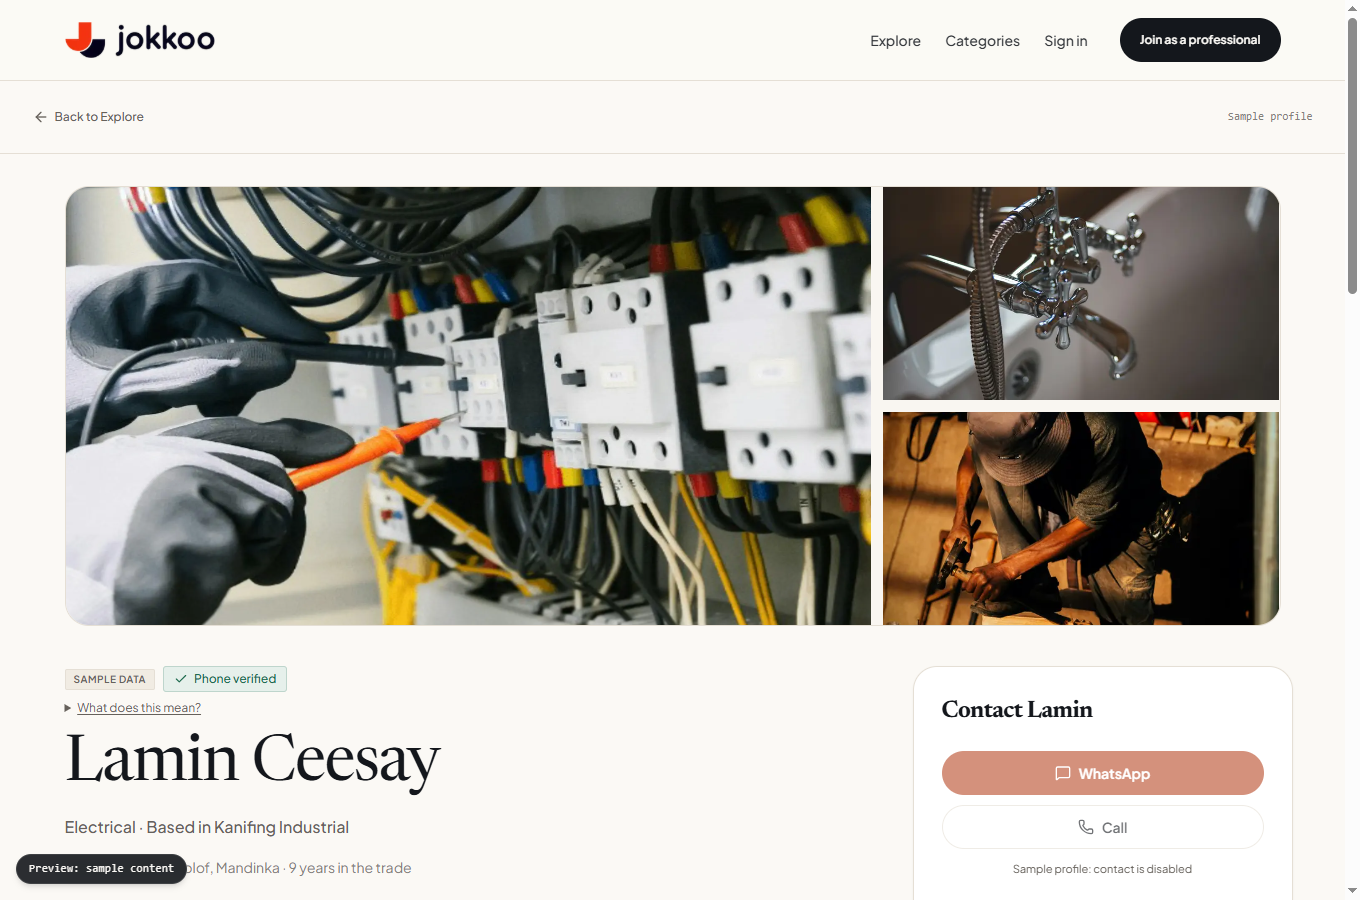 jokkoo
Explore
Categories
Sign in
Join as a professional
Back to Explore
Sample profile
SAMPLE DATA
Phone verified
What does this mean?
Lamin Ceesay
Electrical · Based in Kanifing Industrial
olof, Mandinka · 9 years in the trade
Preview: sample content
Contact Lamin
WhatsApp
Call
Sample profile: contact is disabled